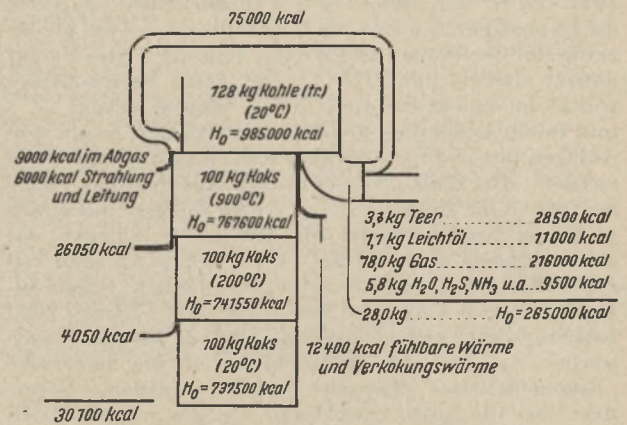 75000 kcal
128 kg Kohle (tr.)
(20°C)
H₀ = 985000 kcal
9000 kcal im Abgas
6000 kcal Strahlung
und Leitung
100 kg Koks
(900°C)
H₀ = 767600 kcal
26050 kcal
100 kg Koks
(200°C)
H₀ = 741550 kcal
4050 kcal
100 kg Koks
(20°C)
H₀ = 737500 kcal
30100 kcal
3,1 kg Teer .......... 28500 kcal
1,1 kg Leichtöl ..... 11000 kcal
18,0 kg Gas ......... 216000 kcal
5,8 kg H₂O, H₂S, NH₃ u.a... 9500 kcal
28,0 kg ......... H₀ = 265000 kcal
12400 kcal fühlbare Wärme
und Verkokungswärme